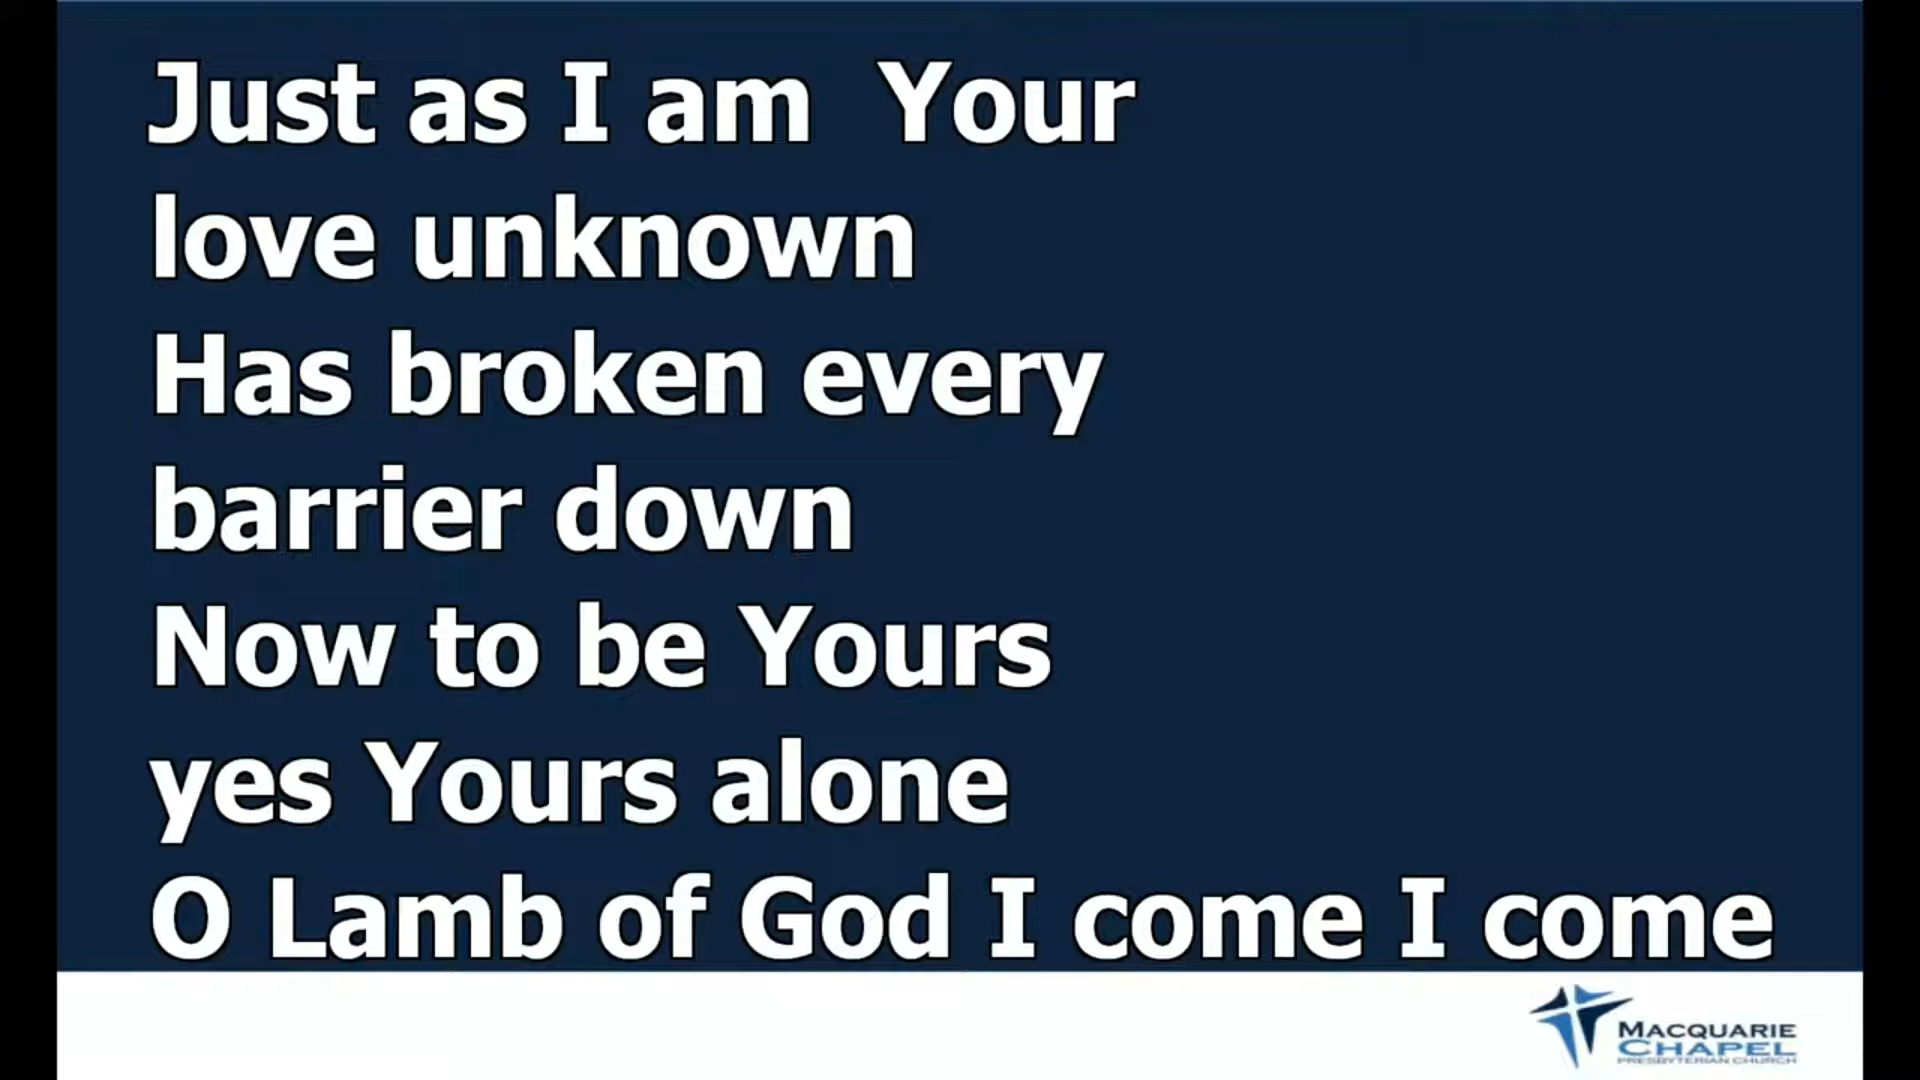 Just as I am  Your
love unknown
Has broken every
barrier down
Now to be Yours
yes Yours alone
O Lamb of God I come I come
MACQUARIE
CHAPEL
PRESBYTERIAN CHURCH